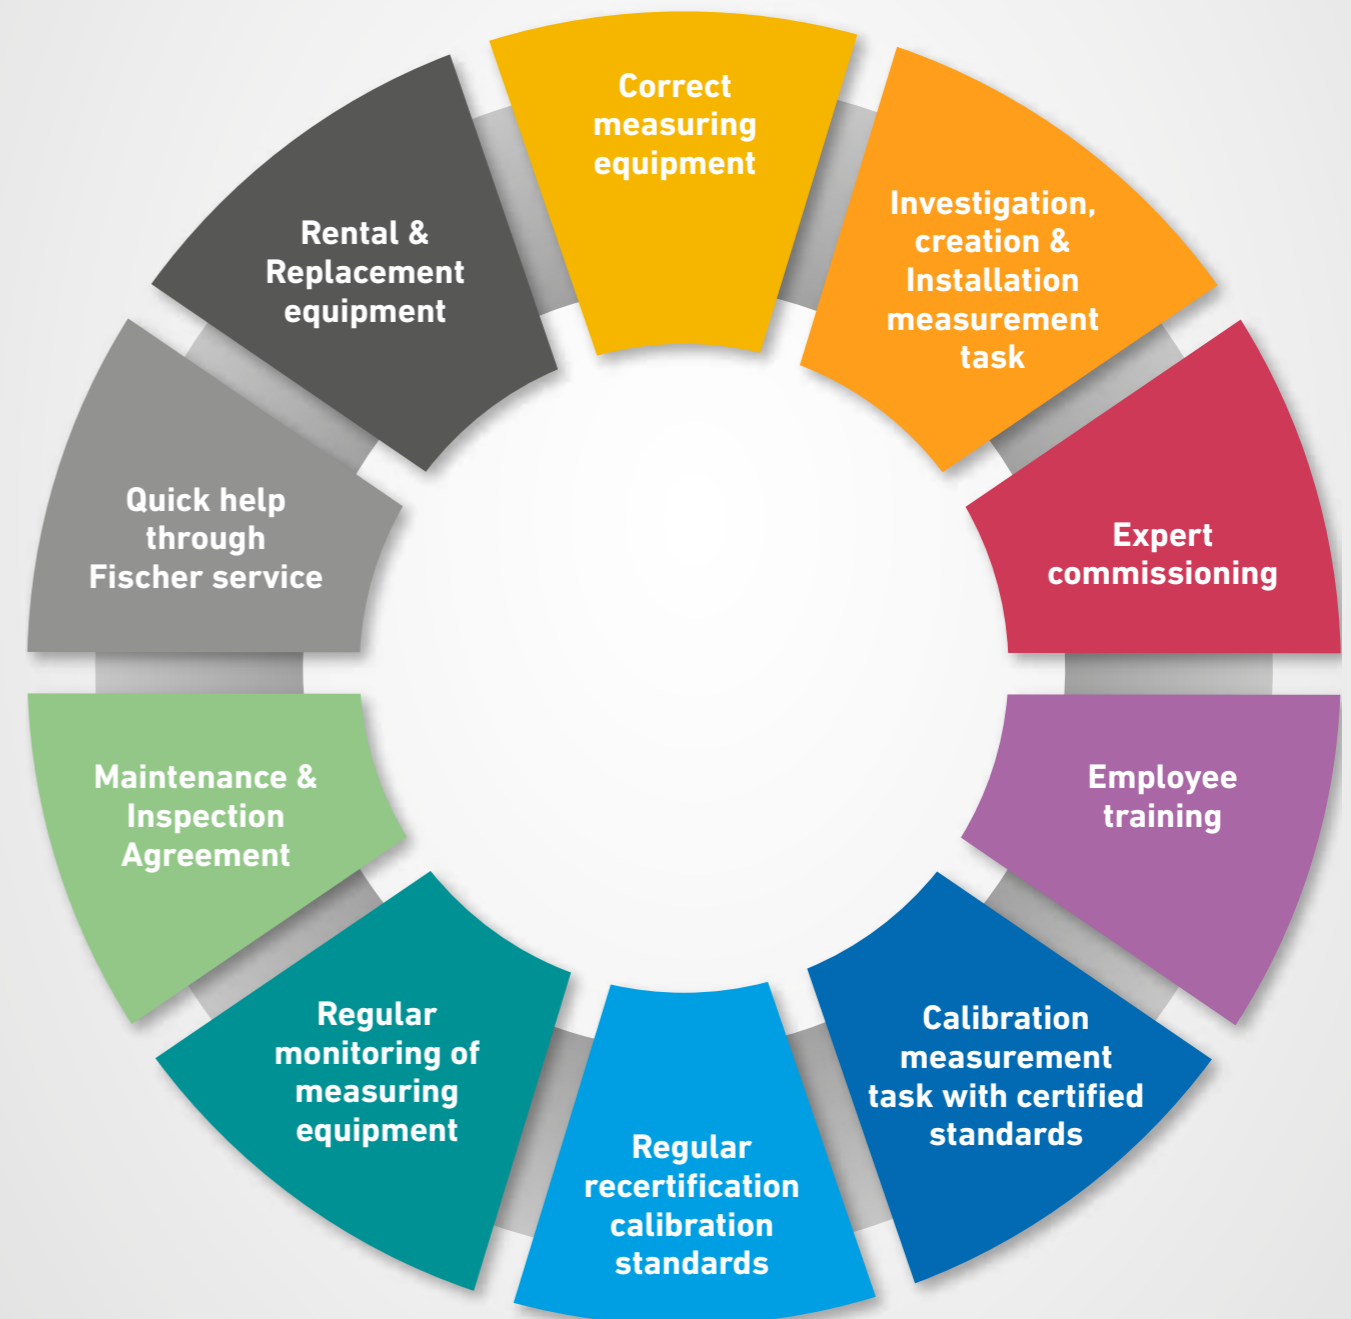 Correct
measuring
equipment
Investigation,
creation &
Installation
measurement
task
Expert
commissioning
Employee
training
Calibration
measurement
task with certified
standards
Regular
recertification
calibration
standards
Regular
monitoring of
measuring
equipment
Maintenance &
Inspection
Agreement
Quick help
through
Fischer service
Rental &
Replacement
equipment